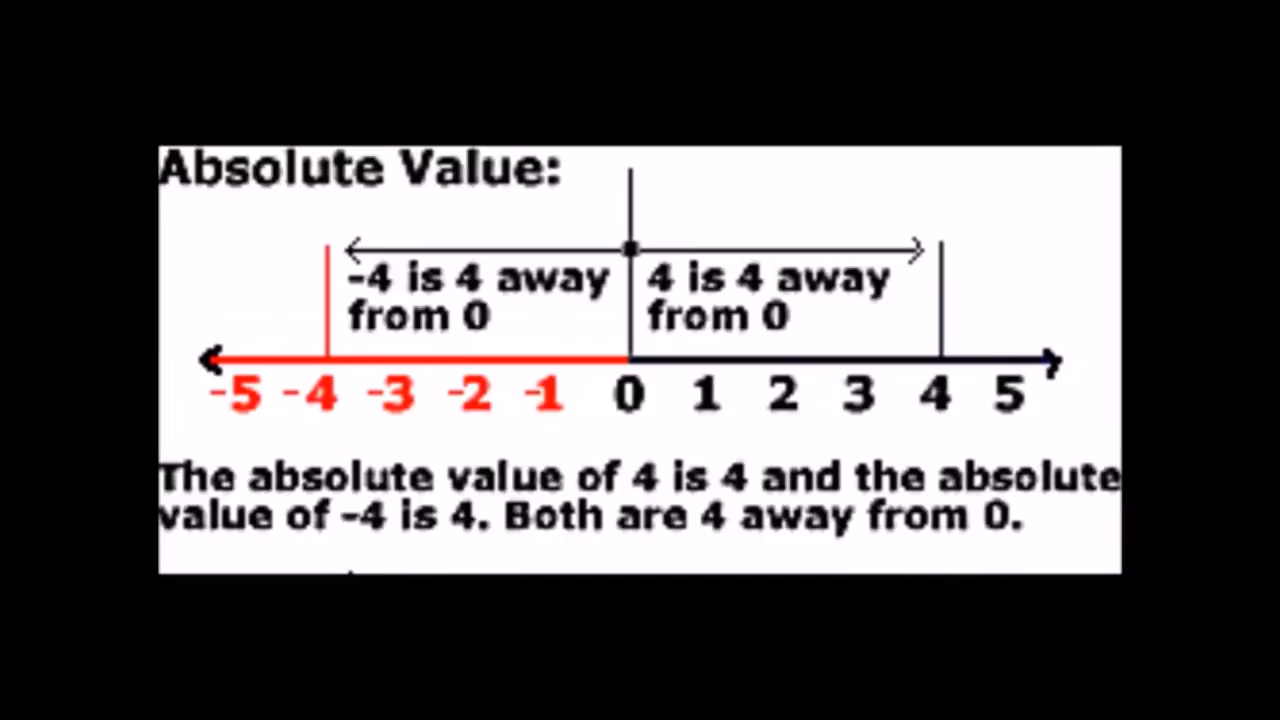 Absolute Value:
-4 is 4 away
from 0
4 is 4 away
from 0
-5 -4 -3 -2 -1 0 1 2 3 4 5
The absolute value of 4 is 4 and the absolute
value of -4 is 4. Both are 4 away from 0.